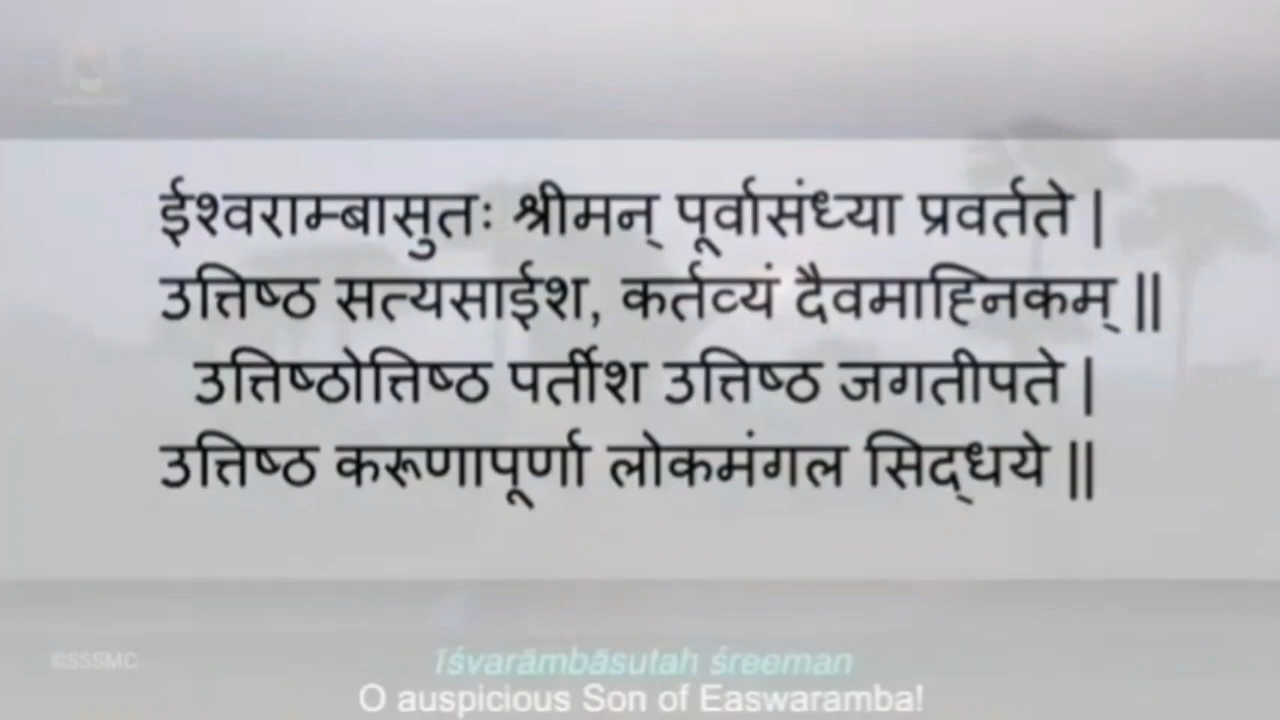 ईश्वराम्बासुतः श्रीमन् पूर्वासंध्या प्रवर्तते |
उत्तिष्ठ सत्यसाईश, कर्तव्यं दैवमाह्निकम् ||
उत्तिष्ठोत्तिष्ठ पर्तीश उत्तिष्ठ जगतीपते |
उत्तिष्ठ करूणापूर्णा लोकमंगल सिद्धये ||
©SSSMC
Īśvarāmbāsutah śreeman
O auspicious Son of Easwaramba!